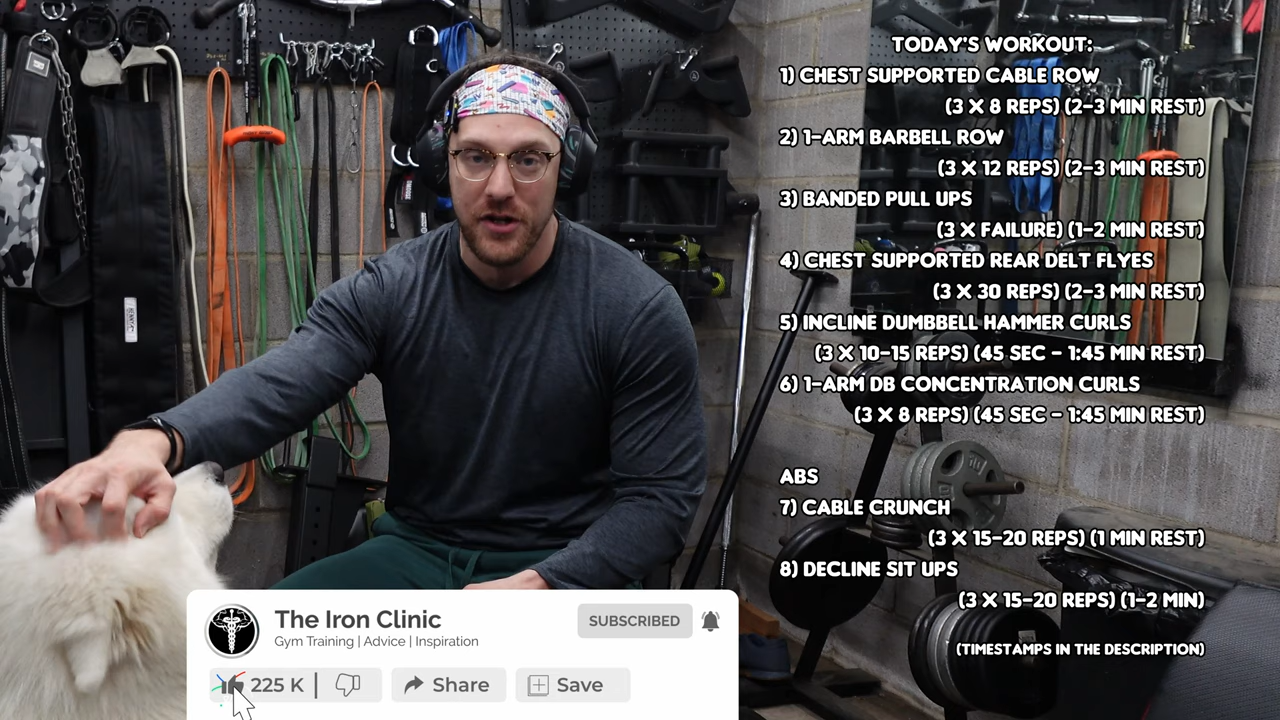 TODAY'S WORKOUT:
1) CHEST SUPPORTED CABLE ROW
(3 X 8 REPS) (2-3 MIN REST)
2) 1-ARM BARBELL ROW
(3 X 12 REPS) (2-3 MIN REST)
3) BANDED PULL UPS
(3 X FAILURE) (1-2 MIN REST)
4) CHEST SUPPORTED REAR DELT FLYES
(3 X 30 REPS) (2-3 MIN REST)
5) INCLINE DUMBBELL HAMMER CURLS
(3 X 10-15 REPS) (45 SEC - 1:45 MIN REST)
6) 1-ARM DB CONCENTRATION CURLS
(3 X 8 REPS) (45 SEC - 1:45 MIN REST)
ABS
7) CABLE CRUNCH
(3 X 15-20 REPS) (1 MIN REST)
8) DECLINE SIT UPS
(3 X 15-20 REPS) (1-2 MIN)
(TIMESTAMPS IN THE DESCRIPTION)
The Iron Clinic
Gym Training | Advice | Inspiration
SUBSCRIBED
225 K
Share
Save